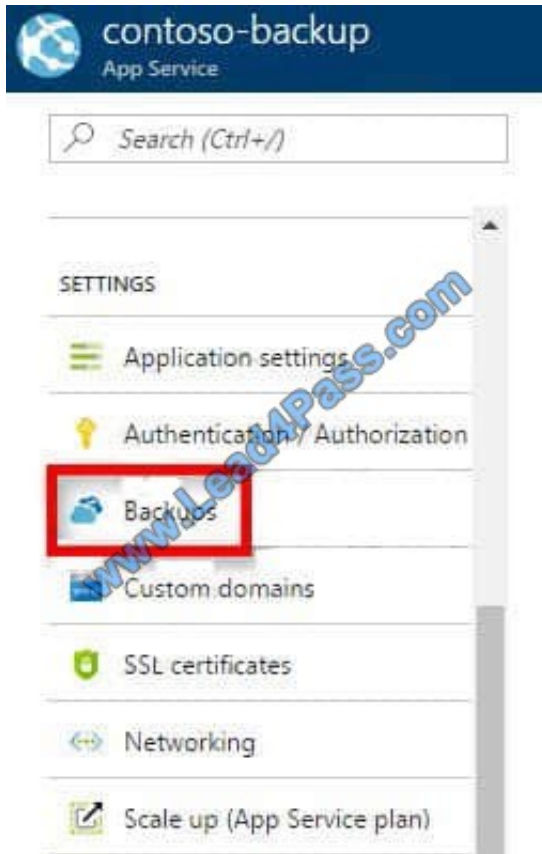 contoso-backup
App Service
Search (Ctrl+/)
SETTINGS
Application settings
Authentication / Authorization
Backups
Custom domains
SSL certificates
Networking
Scale up (App Service plan)
www.Lead4Pass.com